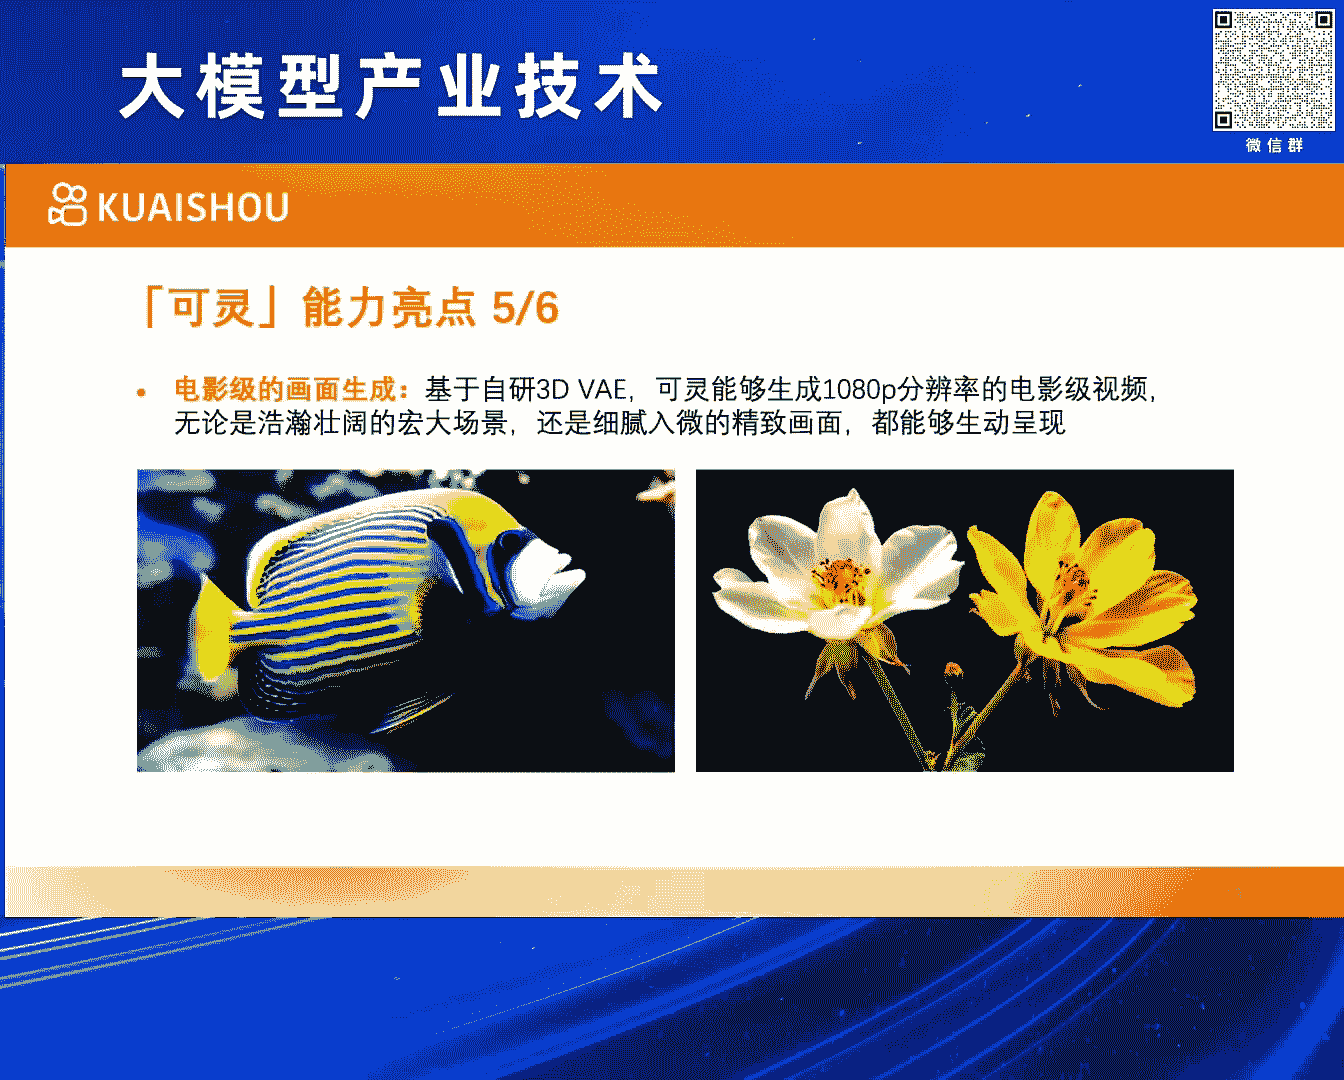 大模型产业技术
微信群
KUAISHOU
「可灵」能力亮点 5/6
• 电影级的画面生成：基于自研3D VAE，可灵能够生成1080p分辨率的电影级视频，
无论是浩瀚壮阔的宏大场景，还是细腻入微的精致画面，都能够生动呈现